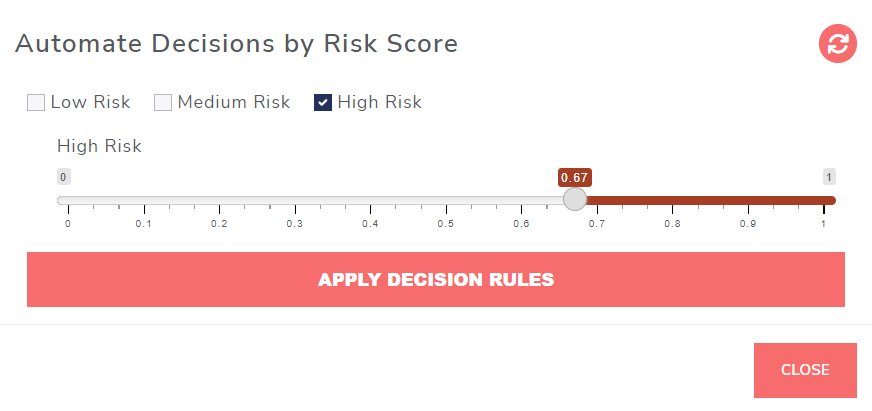 Automate Decisions by Risk Score
Low Risk Medium Risk High Risk
High Risk
0 0.67 1
0 0.1 0.2 0.3 0.4 0.5 0.6 0.7 0.8 0.9 1
APPLY DECISION RULES
CLOSE